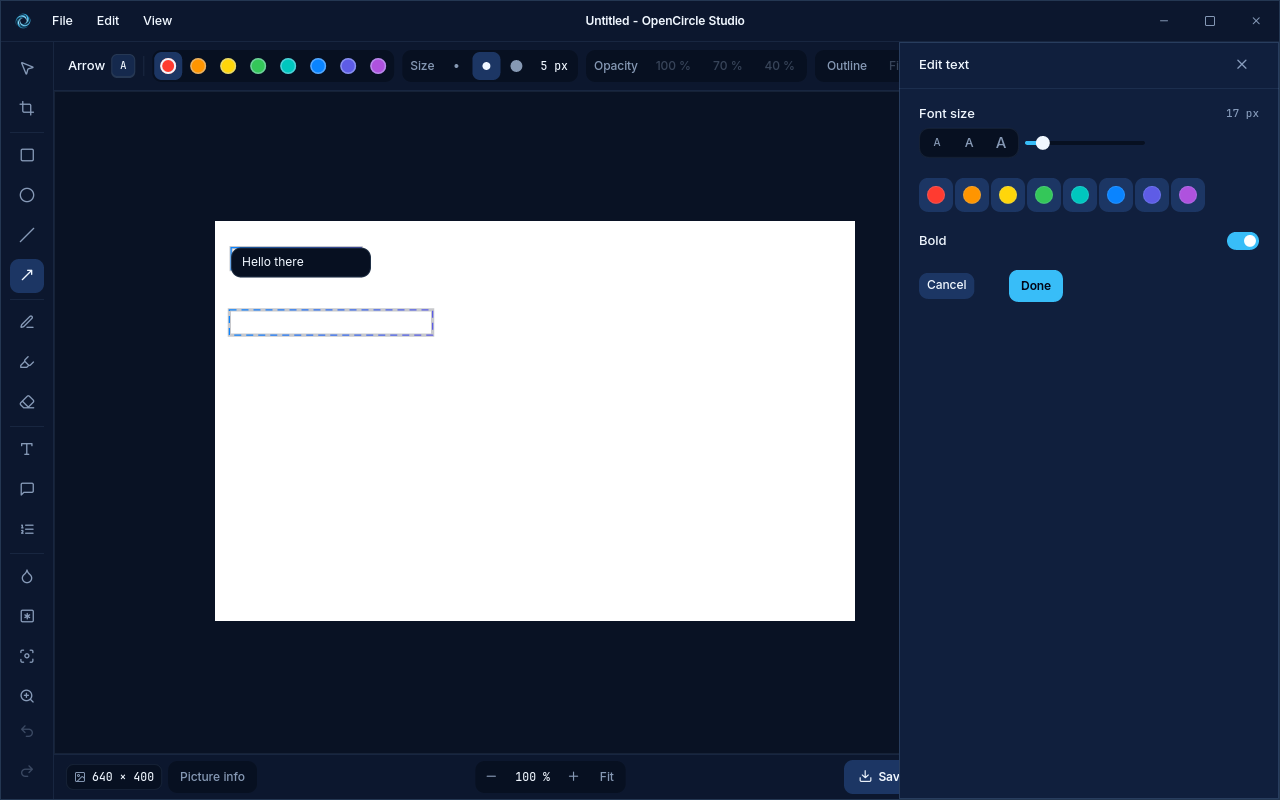 File Edit View
Untitled - OpenCircle Studio
Arrow A
Size 5 px
Opacity 100 % 70 % 40 %
Outline
Edit text
Font size 17 px
A A A
Hello there
Bold
Cancel Done
640 × 400 Picture info
100 % Fit